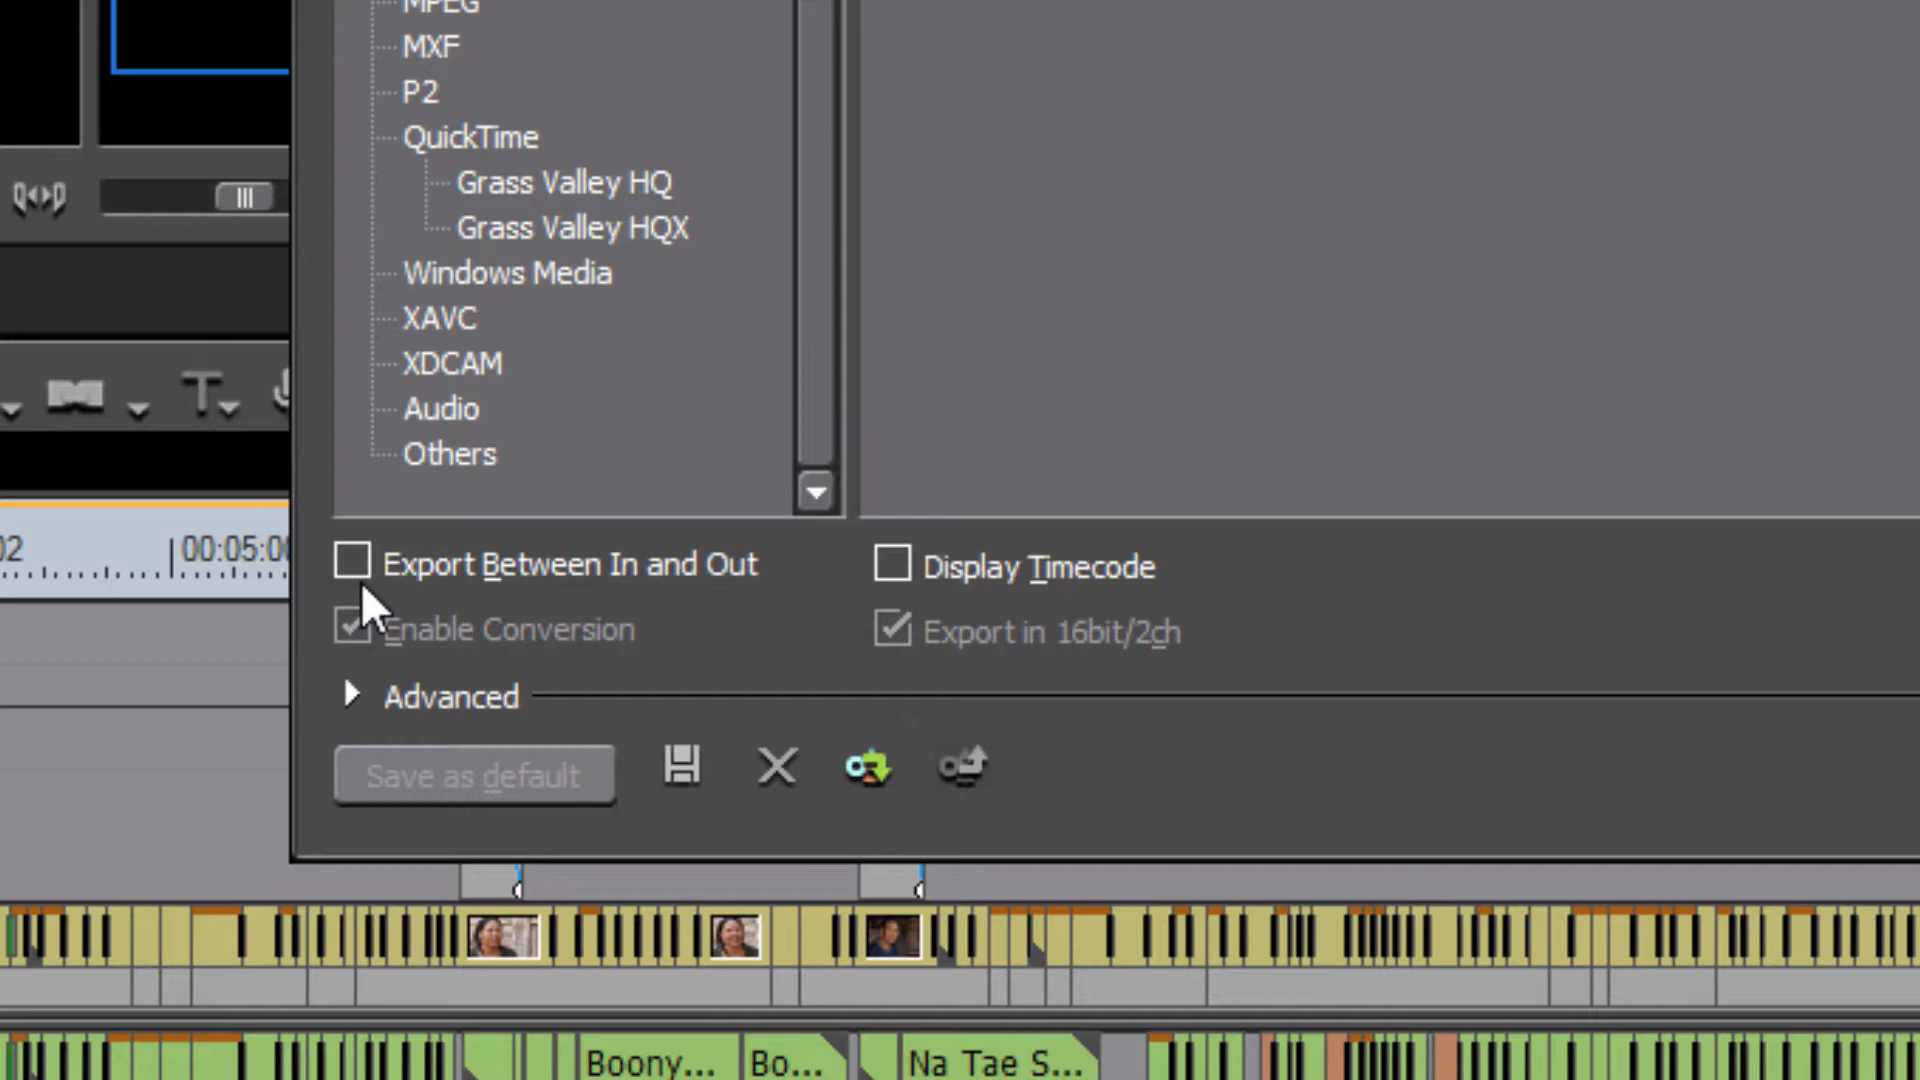 MPEG
MXF
P2
QuickTime
Grass Valley HQ
Grass Valley HQX
Windows Media
XAVC
XDCAM
Audio
Others
02
00:05:00
Export Between In and Out
Display Timecode
Enable Conversion
Export in 16bit/2ch
Advanced
Save as default
Boony...
Bo...
Na Tae S...